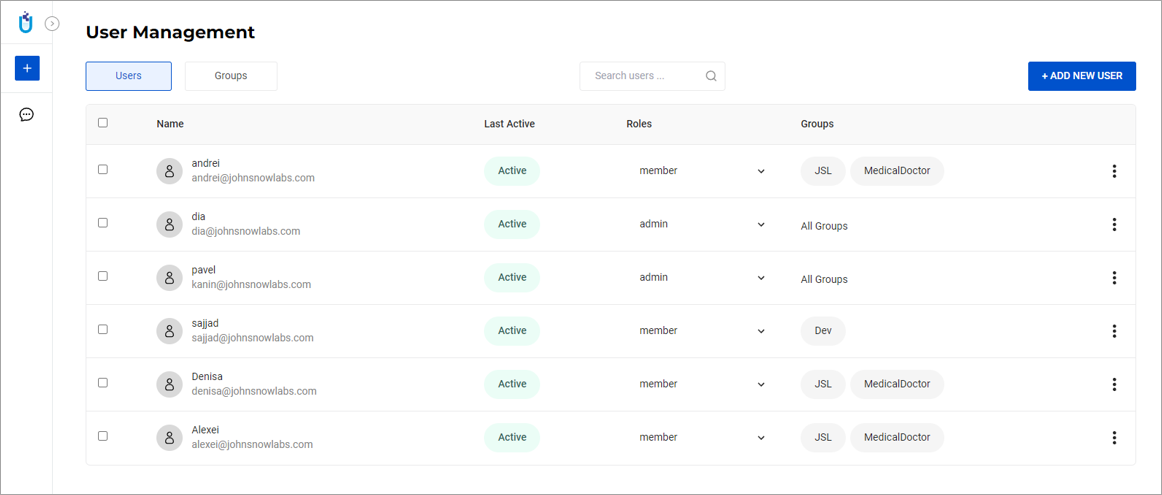 User Management
Users Groups Search users ... + ADD NEW USER
Name Last Active Roles Groups
andrei
andrei@johnsnowlabs.com
Active member JSL MedicalDoctor
dia
dia@johnsnowlabs.com
Active admin All Groups
pavel
kanin@johnsnowlabs.com
Active admin All Groups
sajjad
sajjad@johnsnowlabs.com
Active member Dev
Denisa
denisa@johnsnowlabs.com
Active member JSL MedicalDoctor
Alexei
alexei@johnsnowlabs.com
Active member JSL MedicalDoctor